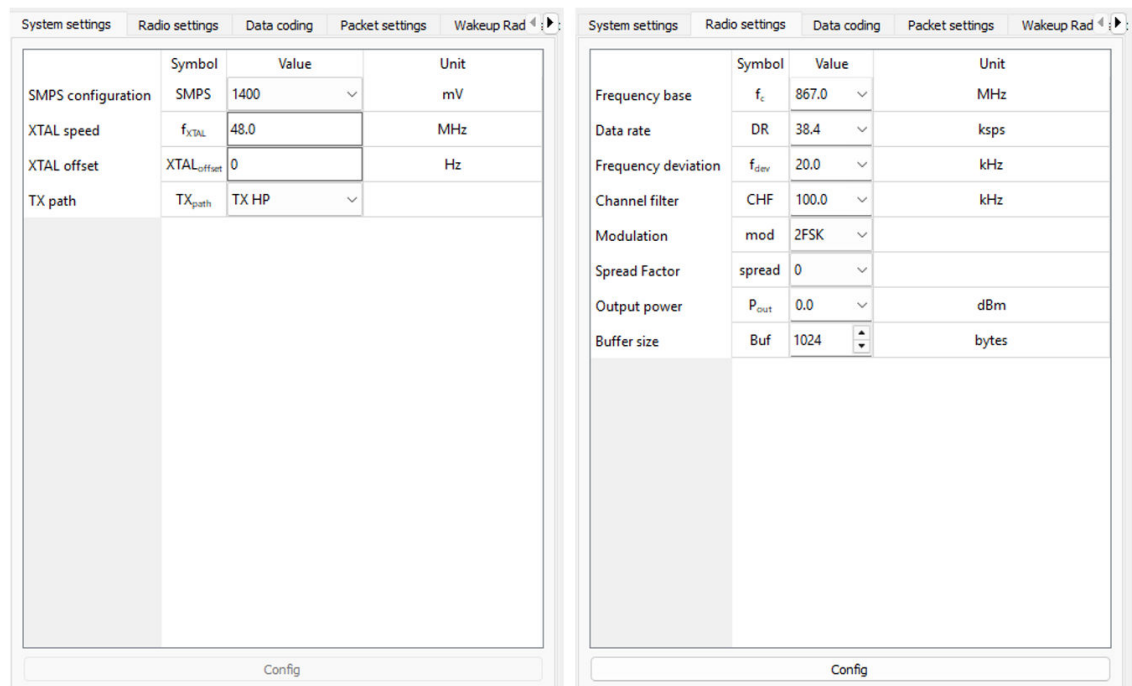 System settings Radio settings Data coding Packet settings Wakeup Rad
Symbol Value Unit
SMPS configuration SMPS 1400 mV
XTAL speed fXTAL 48.0 MHz
XTAL offset XTALoffset 0 Hz
TX path TXpath TX HP
Config
System settings Radio settings Data coding Packet settings Wakeup Rad
Symbol Value Unit
Frequency base fc 867.0 MHz
Data rate DR 38.4 ksps
Frequency deviation fdev 20.0 kHz
Channel filter CHF 100.0 kHz
Modulation mod 2FSK
Spread Factor spread 0
Output power Pout 0.0 dBm
Buffer size Buf 1024 bytes
Config